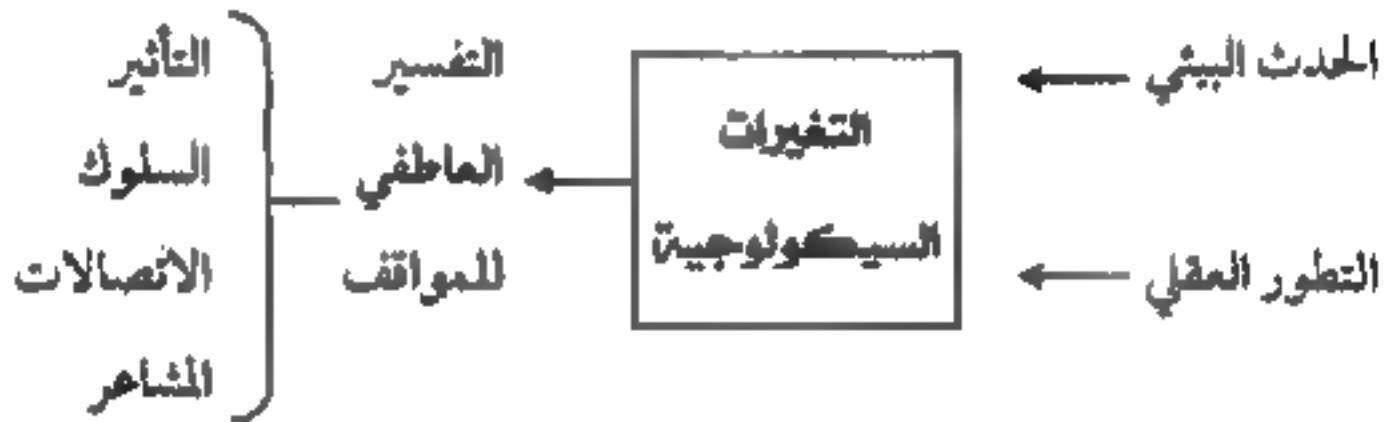 الحدث البيئي
التطور العقلي
التغيرات
السيكولوجية
التفسير
العاطفي
للمواقف
التأثير
السلوك
الاتصالات
المشاعر